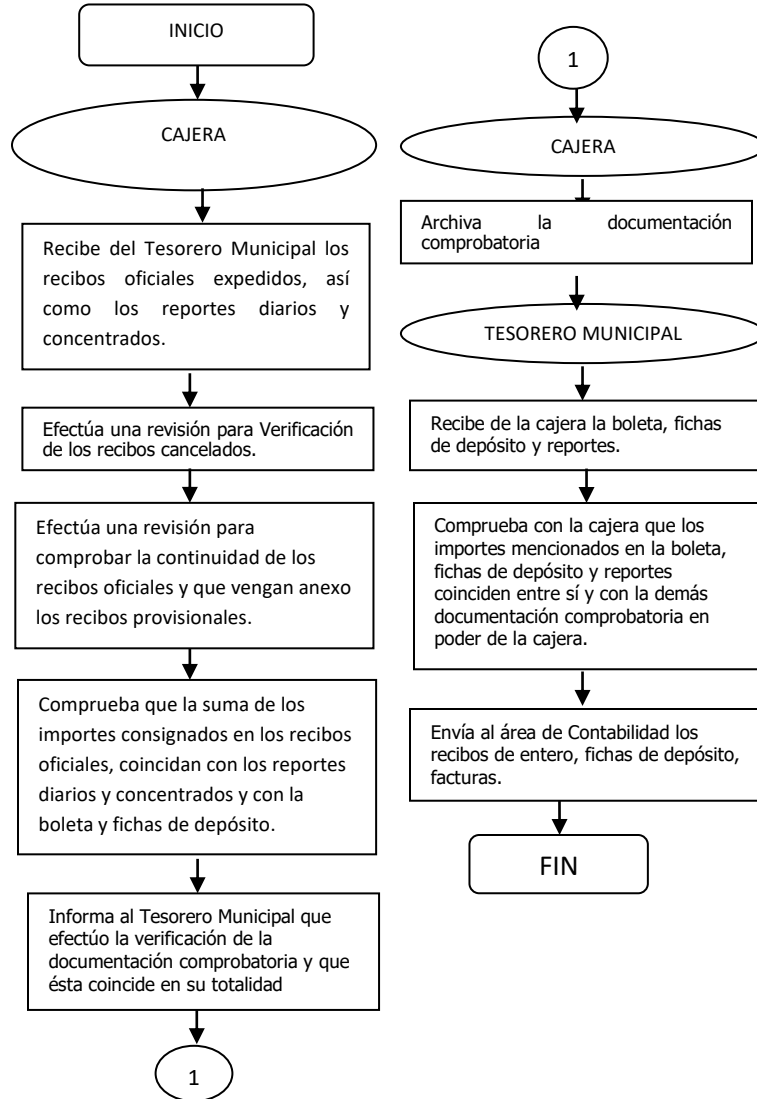 INICIO
CAJERA
Recibe del Tesorero Municipal los
recibos oficiales expedidos, así
como los reportes diarios y
concentrados.
Efectúa una revisión para Verificación
de los recibos cancelados.
Efectúa una revisión para
comprobar la continuidad de los
recibos oficiales y que vengan anexo
los recibos provisionales.
Comprueba que la suma de los
importes consignados en los recibos
oficiales, coincidan con los reportes
diarios y concentrados y con la
boleta y fichas de depósito.
Informa al Tesorero Municipal que
efectúo la verificación de la
documentación comprobatoria y que
ésta coincide en su totalidad
1
1
CAJERA
Archiva la documentación
comprobatoria
TESORERO MUNICIPAL
Recibe de la cajera la boleta, fichas
de depósito y reportes.
Comprueba con la cajera que los
importes mencionados en la boleta,
fichas de depósito y reportes
coinciden entre sí y con la demás
documentación comprobatoria en
poder de la cajera.
Envía al área de Contabilidad los
recibos de entero, fichas de depósito,
facturas.
FIN